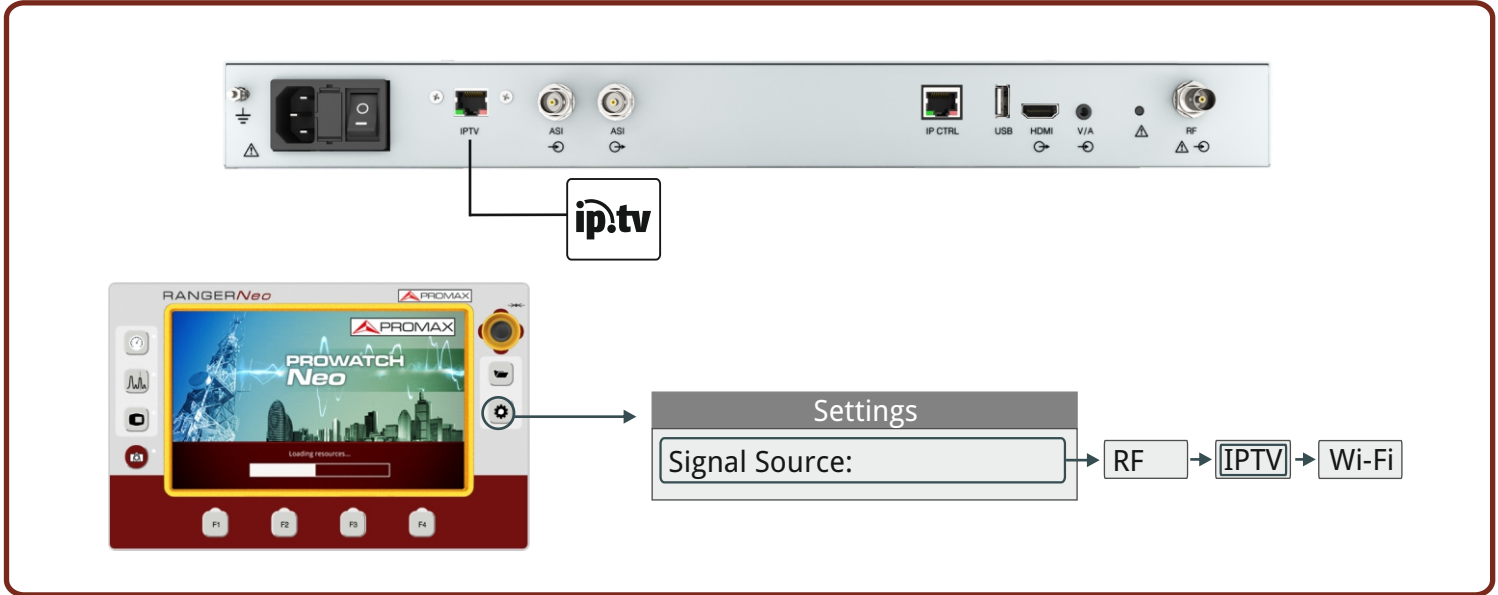 IPTV
ASI
ASI
IP CTRL
USB
HDMI
V/A
RF
ip.tv
RANGERNeo
PROMAX
PROMAX
PROWATCH
Neo
Loading resources...
F1
F2
F3
F4
Settings
Signal Source:
RF
IPTV
Wi-Fi